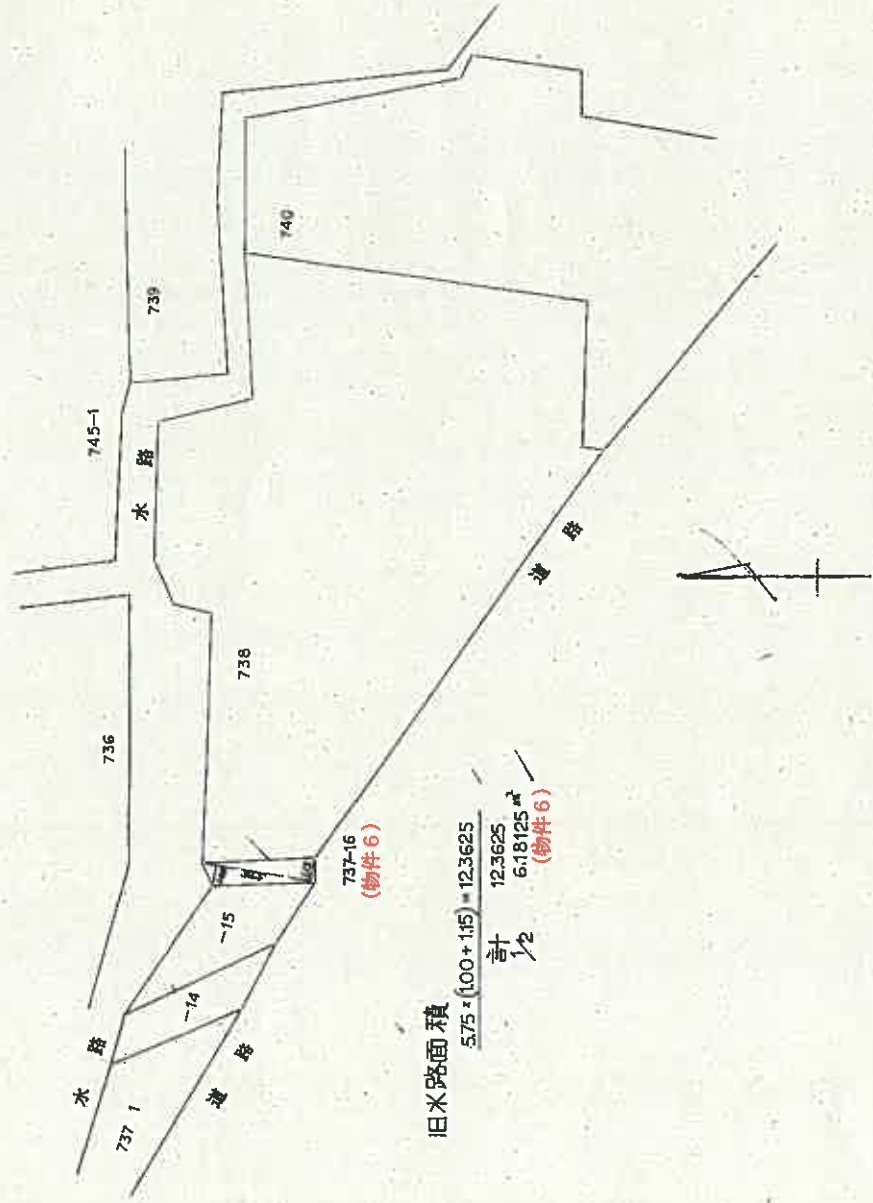 745-1
739
736
水路
740
738
水路
-14
-15
737 1
道路
道路
737-16
(物件6)
旧水路面積
5.75×(1.00+1.15)=12.3625
計 12.3625
1/2 6.18125㎡
(物件6)